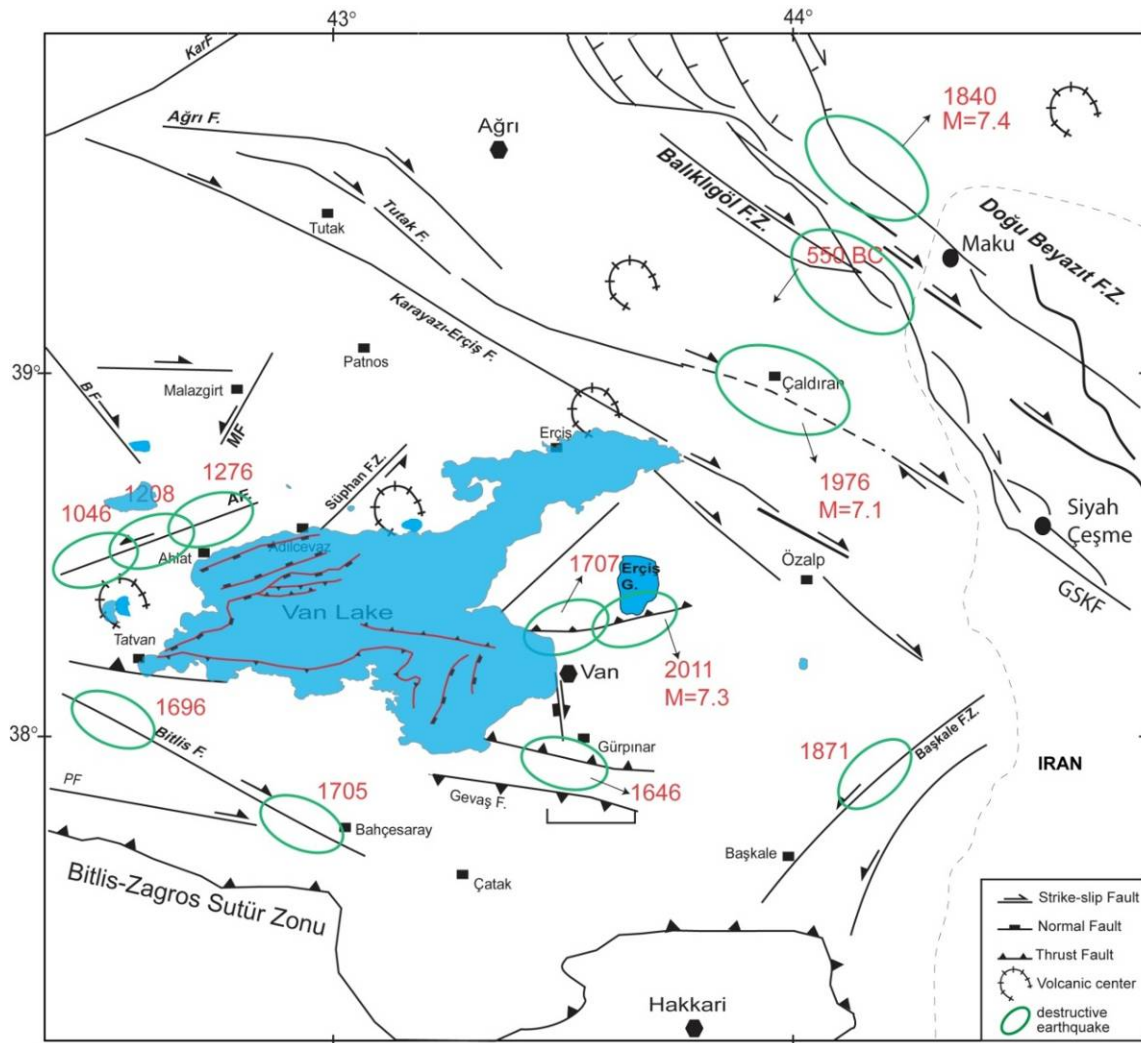 43°
44°
KarF
1840
M=7.4
Ağrı F.
Ağrı
Balıklıgöl F.Z.
Doğu Beyazıt F.Z.
Tutak
Tutak F.
Maku
550 BC
Karayazı-Erçiş F.
39°
Patnos
Malazgirt
BF
MF
Çaldıran
Erçiş
1976
M=7.1
1276
1208
1046
AF
Süphan F.Z.
Siyah
Çeşme
Ahlat
Adilcevaz
Özalp
1707
Erçiş
G.
GSKF
Van Lake
Tatvan
Van
2011
M=7.3
38°
1696
Bitlis F.
Gürpınar
1871
Başkale F.Z.
IRAN
1646
Gevaş F.
PF
1705
Bahçesaray
Başkale
Çatak
Bitlis-Zagros Sutür Zonu
Hakkari
Strike-slip Fault
Normal Fault
Thrust Fault
Volcanic center
destructive
earthquake